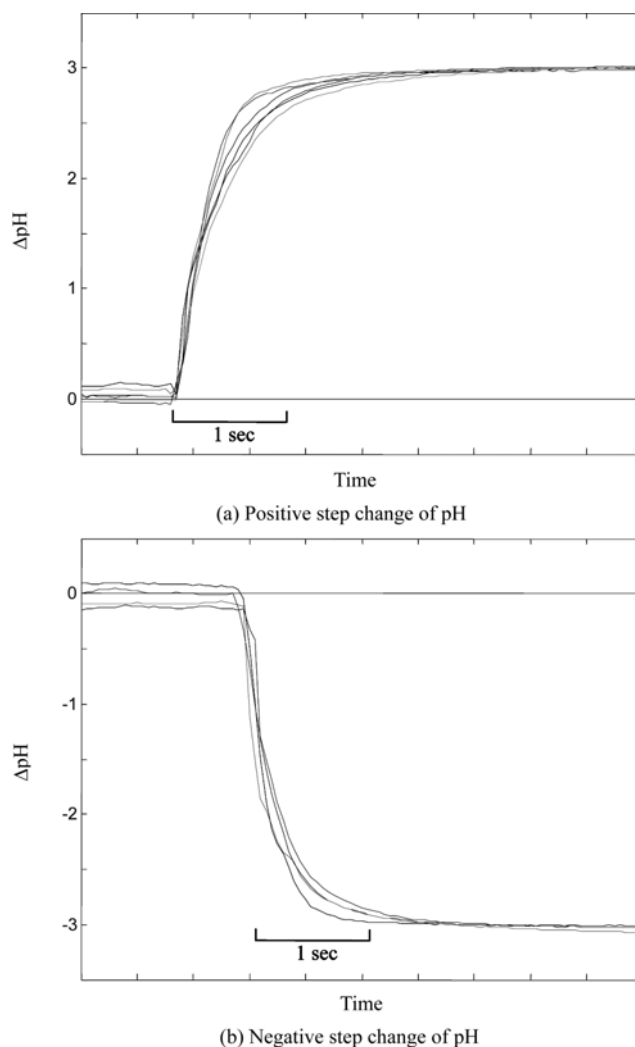 3
2
ΔpH
1
0
1 sec
Time
(a) Positive step change of pH
0
-1
ΔpH
-2
-3
1 sec
Time
(b) Negative step change of pH